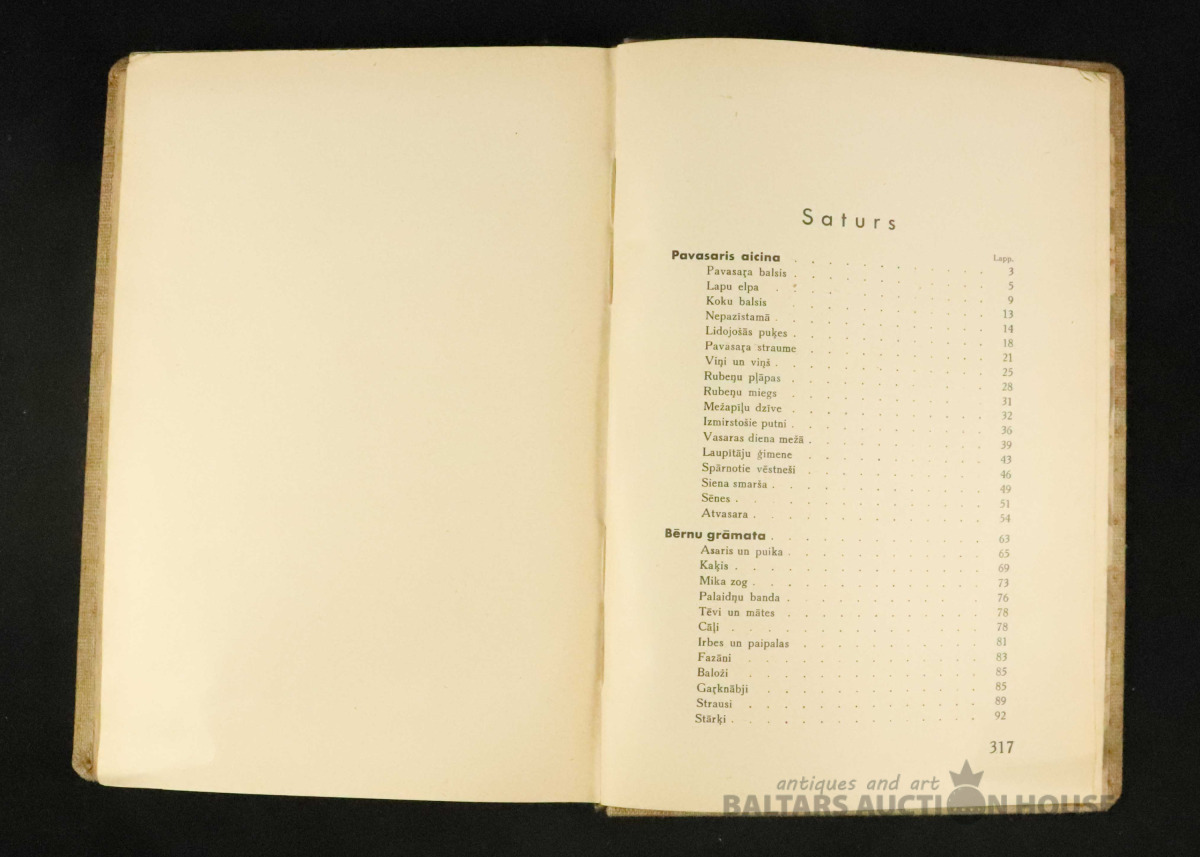 Saturs
Lapp.
Pavasaris aicina . . . . . . . . . . . 3
Pavasaŗa balsis . . . . . . . . . . . 5
Lapu elpa . . . . . . . . . . . 9
Koku balsis . . . . . . . . . . . 13
Nepazīstamā . . . . . . . . . . . 14
Lidojošās puķes . . . . . . . . . . . 18
Pavasaŗa straume . . . . . . . . . . 21
Viņi un viņš . . . . . . . . . . . 25
Rubeņu pļāpas . . . . . . . . . . . 28
Rubeņu miegs . . . . . . . . . . . 31
Mežapīļu dzīve . . . . . . . . . . . 32
Izmirstošie putni . . . . . . . . . . . 36
Vasaras diena mežā . . . . . . . . . . 39
Laupītāju ģimene . . . . . . . . . . 43
Spārnotie vēstneši . . . . . . . . . . 46
Siena smarša . . . . . . . . . . . 49
Sēnes . . . . . . . . . . . 51
Atvasara . . . . . . . . . . . 54
Bērnu grāmata . . . . . . . . . . . 63
Asaris un puika . . . . . . . . . . . 65
Kaķis . . . . . . . . . . . 69
Mika zog . . . . . . . . . . . 73
Palaidņu banda . . . . . . . . . . . 76
Tēvi un mātes . . . . . . . . . . . 78
Cāļi . . . . . . . . . . . 78
Irbes un paipalas . . . . . . . . . . 81
Fazāni . . . . . . . . . . . 83
Baloži . . . . . . . . . . . 85
Gaŗknābji . . . . . . . . . . . 85
Strausi . . . . . . . . . . . 89
Stārķi . . . . . . . . . . . 92
317
antiques and art
BALTARS AUCTION HOUSE